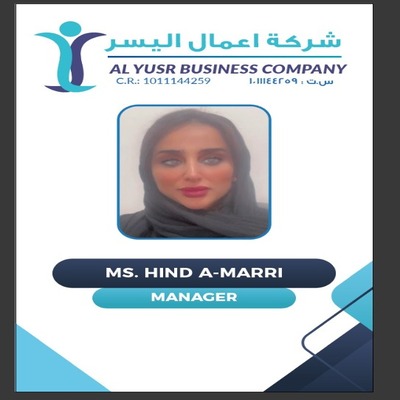 شركة اعمال اليسر
AL YUSR BUSINESS COMPANY
C.R.: 1011144259 س.ت : ١٠١١١٤٤٢٥٩
MS. HIND A-MARRI
MANAGER